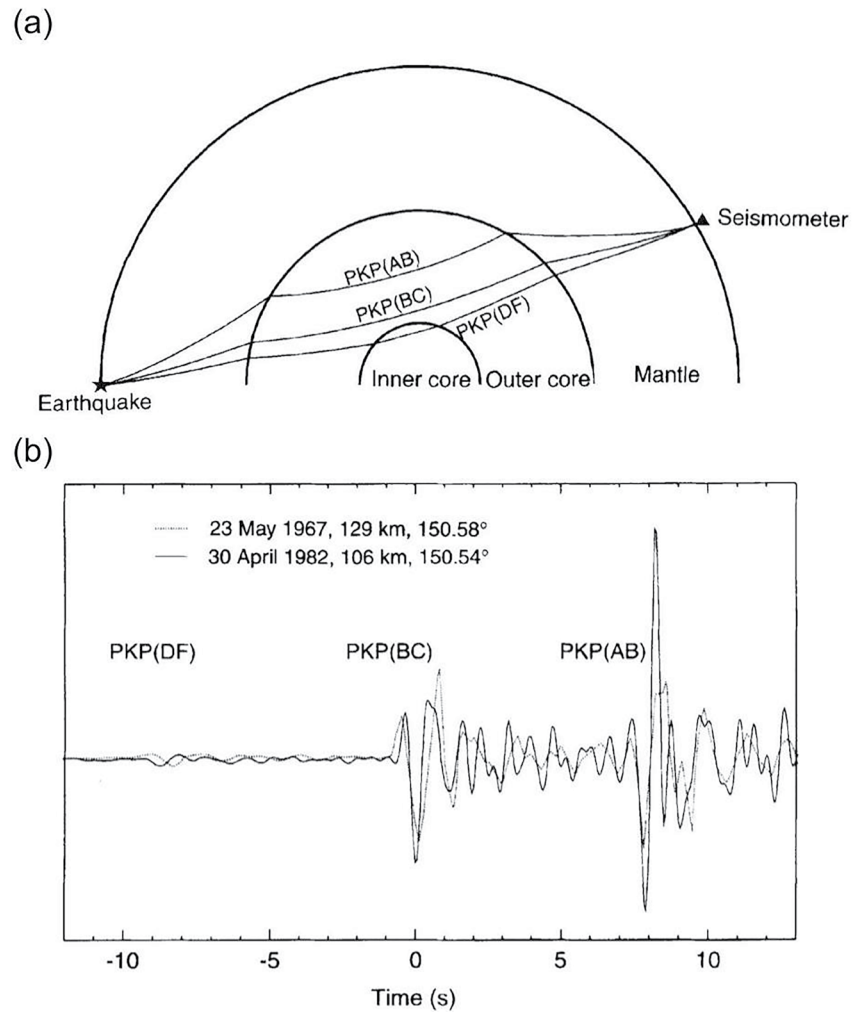 (a)
Seismometer
PKP(AB)
PKP(BC)
PKP(DF)
Inner core
Outer core
Mantle
Earthquake
(b)
23 May 1967, 129 km, 150.58°
30 April 1982, 106 km, 150.54°
PKP(DF)
PKP(BC)
PKP(AB)
-10
-5
0
5
10
Time (s)